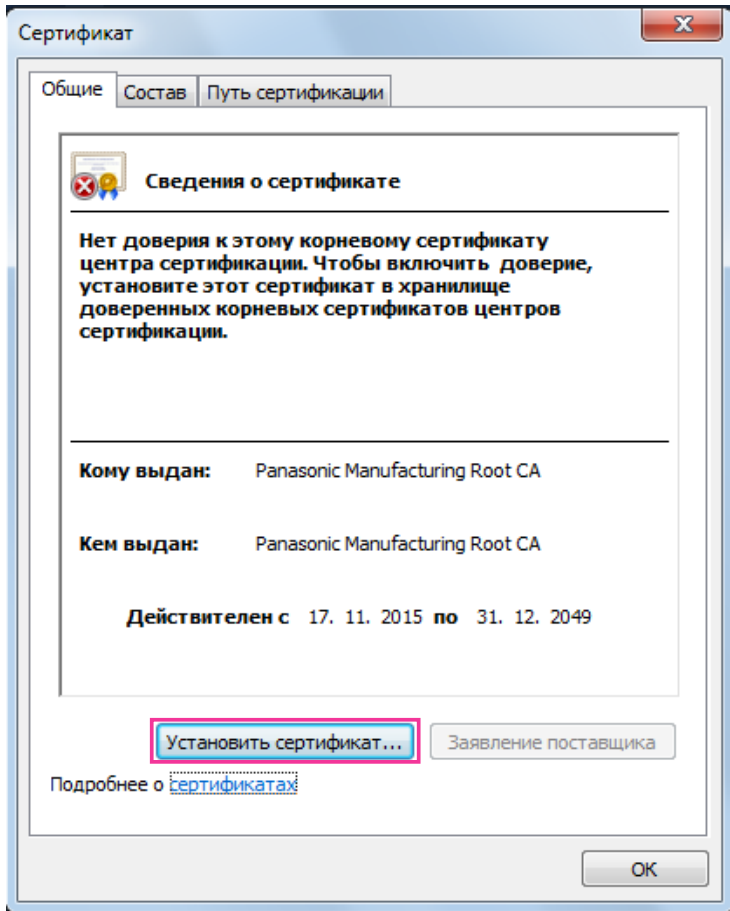 Сертификат
Общие Состав Путь сертификации
Сведения о сертификате
Нет доверия к этому корневому сертификату
центра сертификации. Чтобы включить доверие,
установите этот сертификат в хранилище
доверенных корневых сертификатов центров
сертификации.
Кому выдан: Panasonic Manufacturing Root CA
Кем выдан: Panasonic Manufacturing Root CA
Действителен с 17. 11. 2015 по 31. 12. 2049
Установить сертификат... Заявление поставщика
Подробнее о сертификатах
ОК